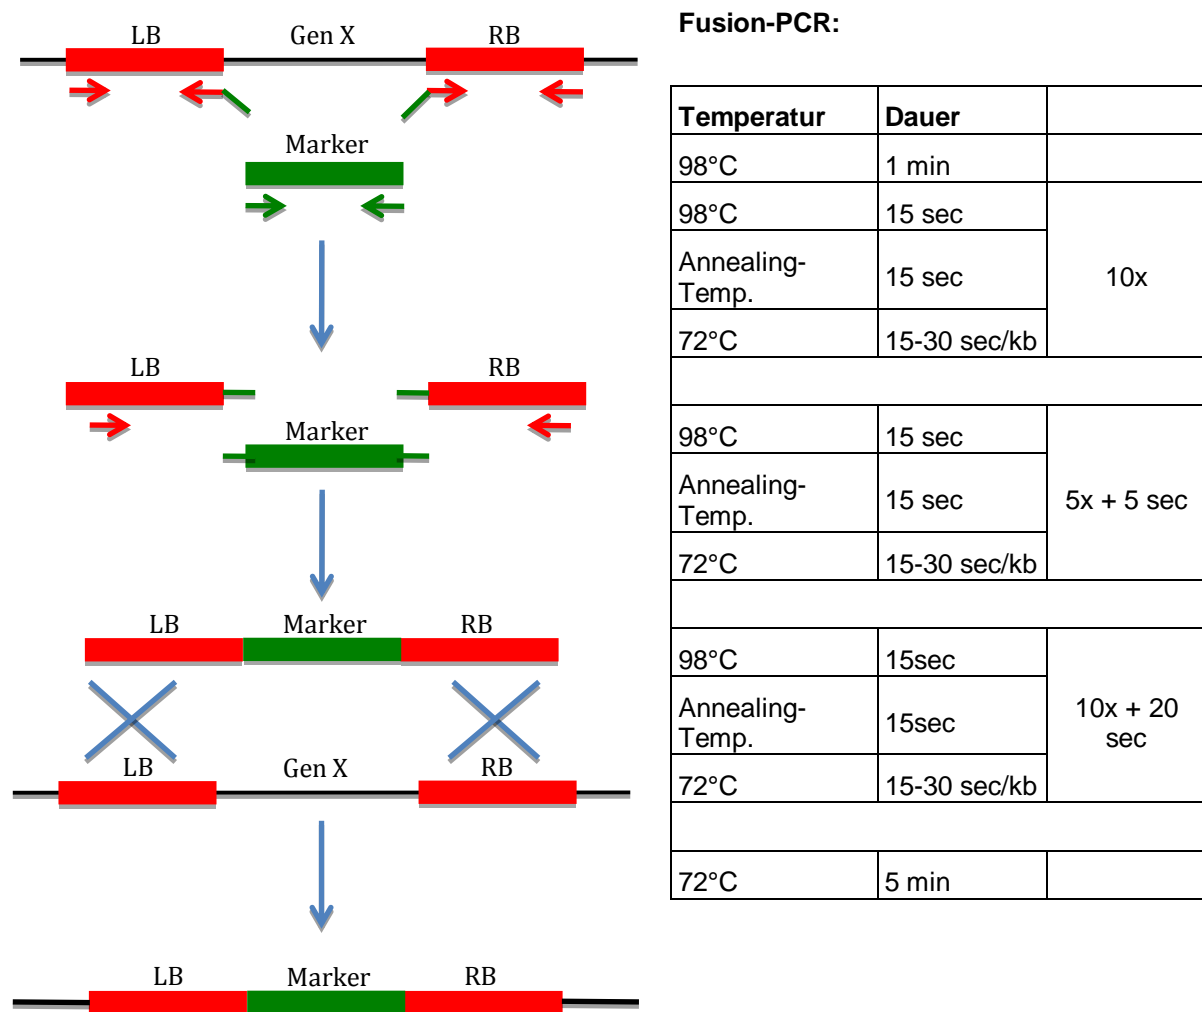 LB Gen X RB
Marker
LB RB
Marker
LB Marker RB
LB Gen X RB
LB Marker RB
Fusion-PCR:
Temperatur Dauer
98°C 1 min
98°C 15 sec
Annealing-
Temp. 15 sec 10x
72°C 15-30 sec/kb
98°C 15 sec
Annealing-
Temp. 15 sec 5x + 5 sec
72°C 15-30 sec/kb
98°C 15sec
Annealing-
Temp. 15sec 10x + 20
sec
72°C 15-30 sec/kb
72°C 5 min